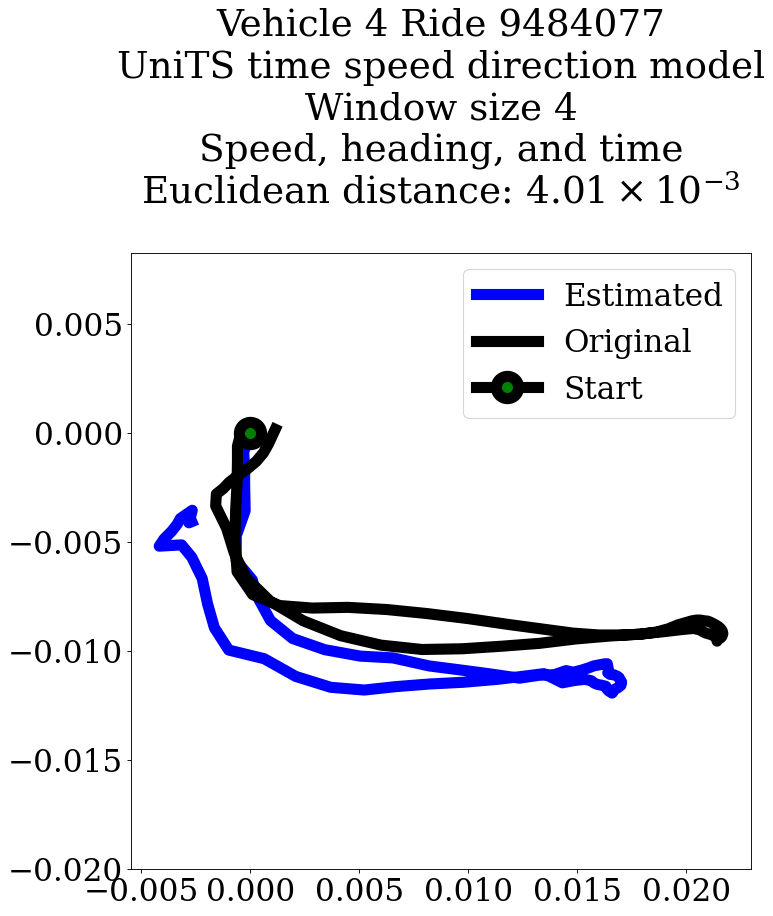 Vehicle 4 Ride 9484077
UniTS time speed direction model
Window size 4
Speed, heading, and time
Euclidean distance: 4.01 × 10⁻³
Estimated
Original
Start
0.005
0.000
−0.005
−0.010
−0.015
−0.020
−0.005 0.000 0.005 0.010 0.015 0.020